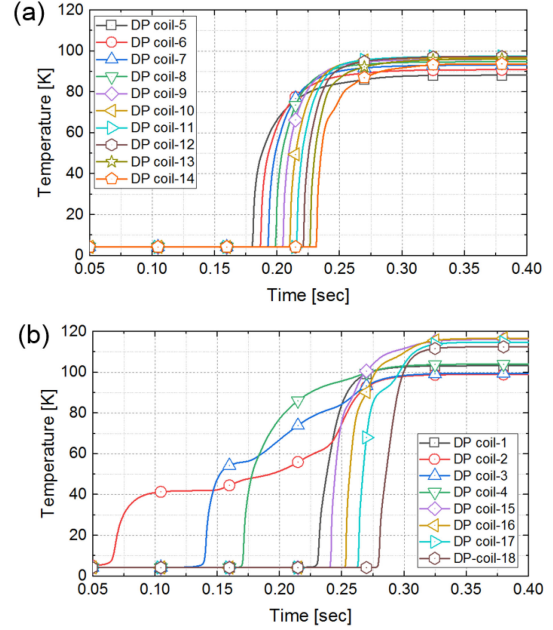 (a)
120
100
80
60
40
20
0
Temperature [K]
DP coil-5
DP coil-6
DP coil-7
DP coil-8
DP coil-9
DP coil-10
DP coil-11
DP coil-12
DP coil-13
DP coil-14
0.05 0.10 0.15 0.20 0.25 0.30 0.35 0.40
Time [sec]
(b)
120
100
80
60
40
20
0
Temperature [K]
DP coil-1
DP coil-2
DP coil-3
DP coil-4
DP coil-15
DP coil-16
DP coil-17
DP-coil-18
0.05 0.10 0.15 0.20 0.25 0.30 0.35 0.40
Time [sec]